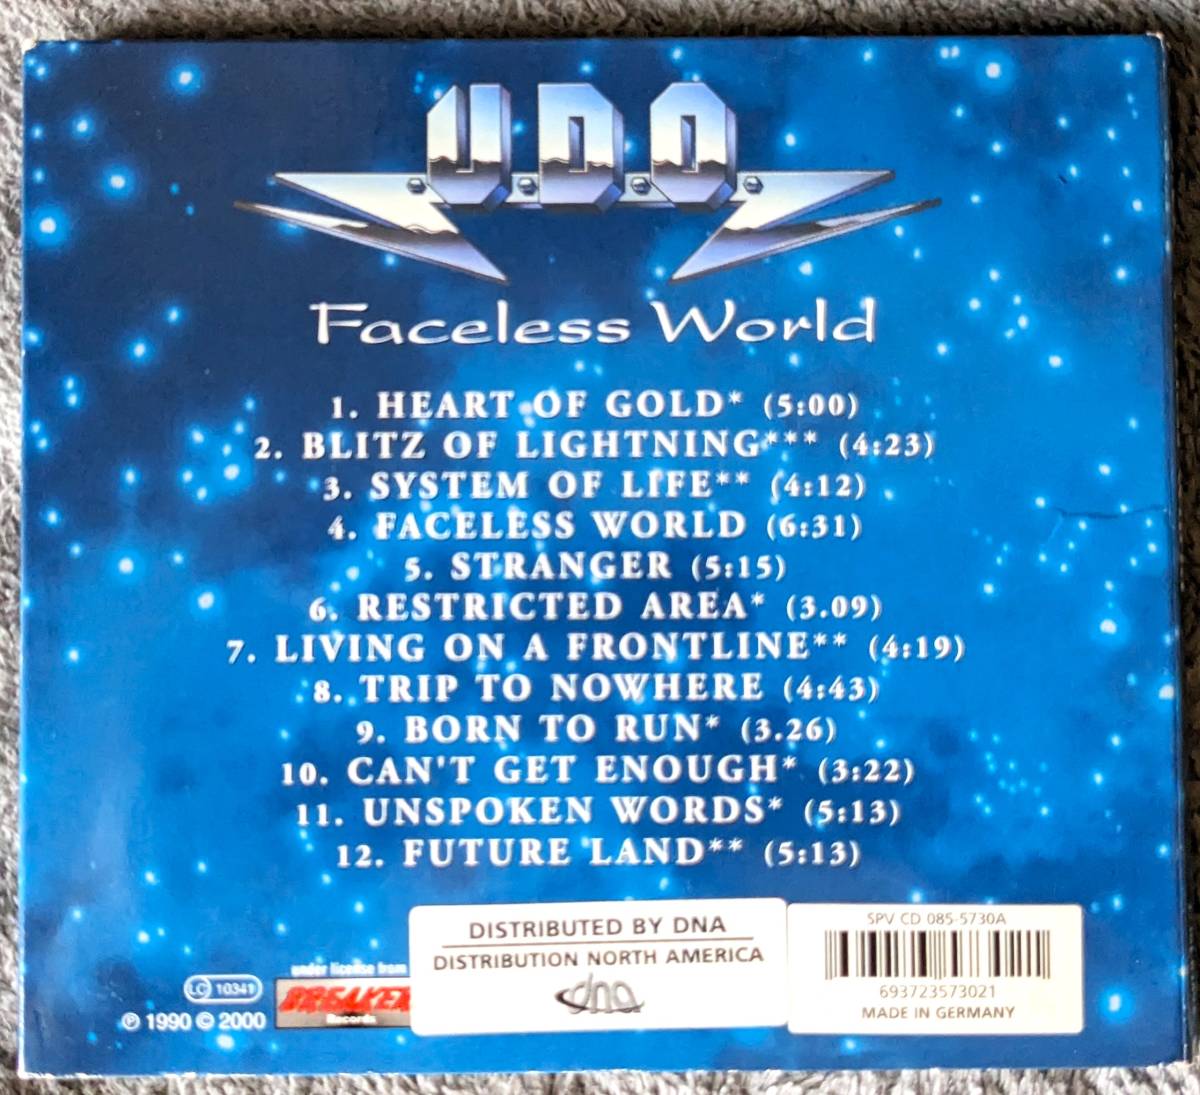 U.D.O.
Faceless World
1. HEART OF GOLD* (5:00)
2. BLITZ OF LIGHTNING*** (4:23)
3. SYSTEM OF LIFE** (4:12)
4. FACELESS WORLD (6:31)
5. STRANGER (5:15)
6. RESTRICTED AREA* (3.09)
7. LIVING ON A FRONTLINE** (4:19)
8. TRIP TO NOWHERE (4:43)
9. BORN TO RUN* (3.26)
10. CAN'T GET ENOUGH* (3:22)
11. UNSPOKEN WORDS* (5:13)
12. FUTURE LAND** (5:13)
LC 10341
℗ 1990 © 2000
under license from
BREAKER
Records
DISTRIBUTED BY DNA
DISTRIBUTION NORTH AMERICA
dna
SPV CD 085-5730A
693723573021
MADE IN GERMANY